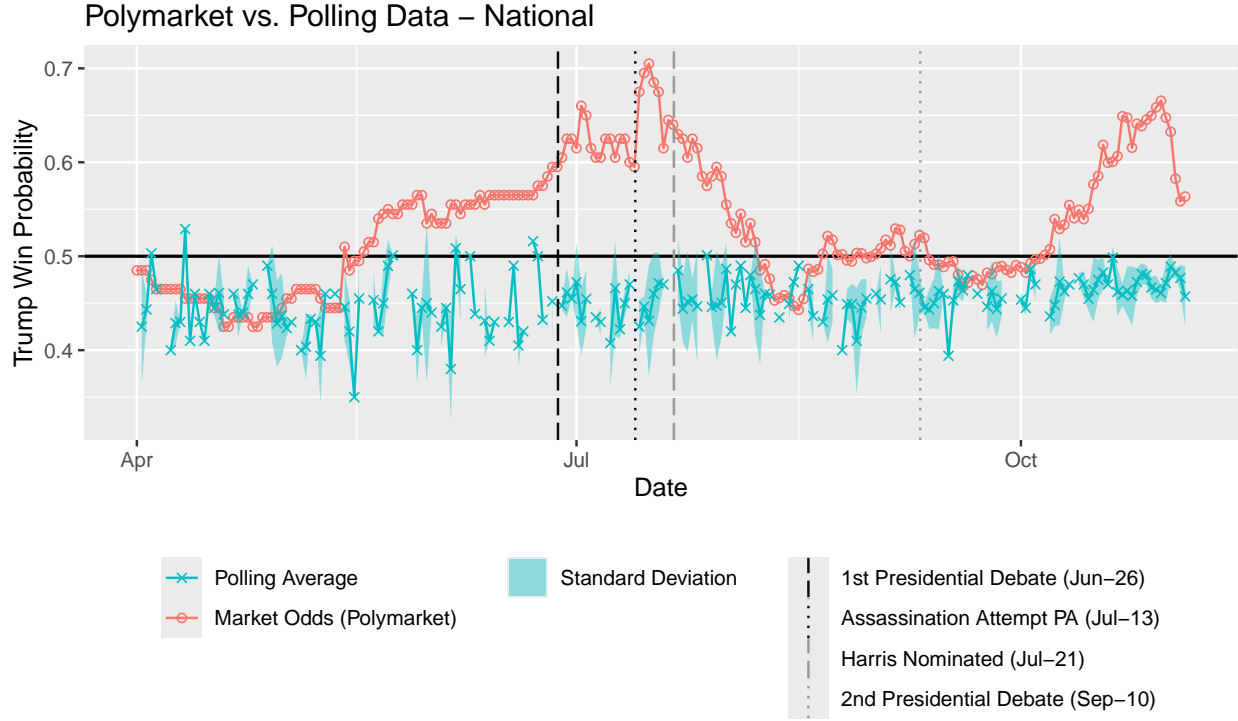 Polymarket vs. Polling Data − National
Trump Win Probability
0.7
0.6
0.5
0.4
Apr
Jul
Oct
Date
Polling Average
Market Odds (Polymarket)
Standard Deviation
1st Presidential Debate (Jun−26)
Assassination Attempt PA (Jul−13)
Harris Nominated (Jul−21)
2nd Presidential Debate (Sep−10)